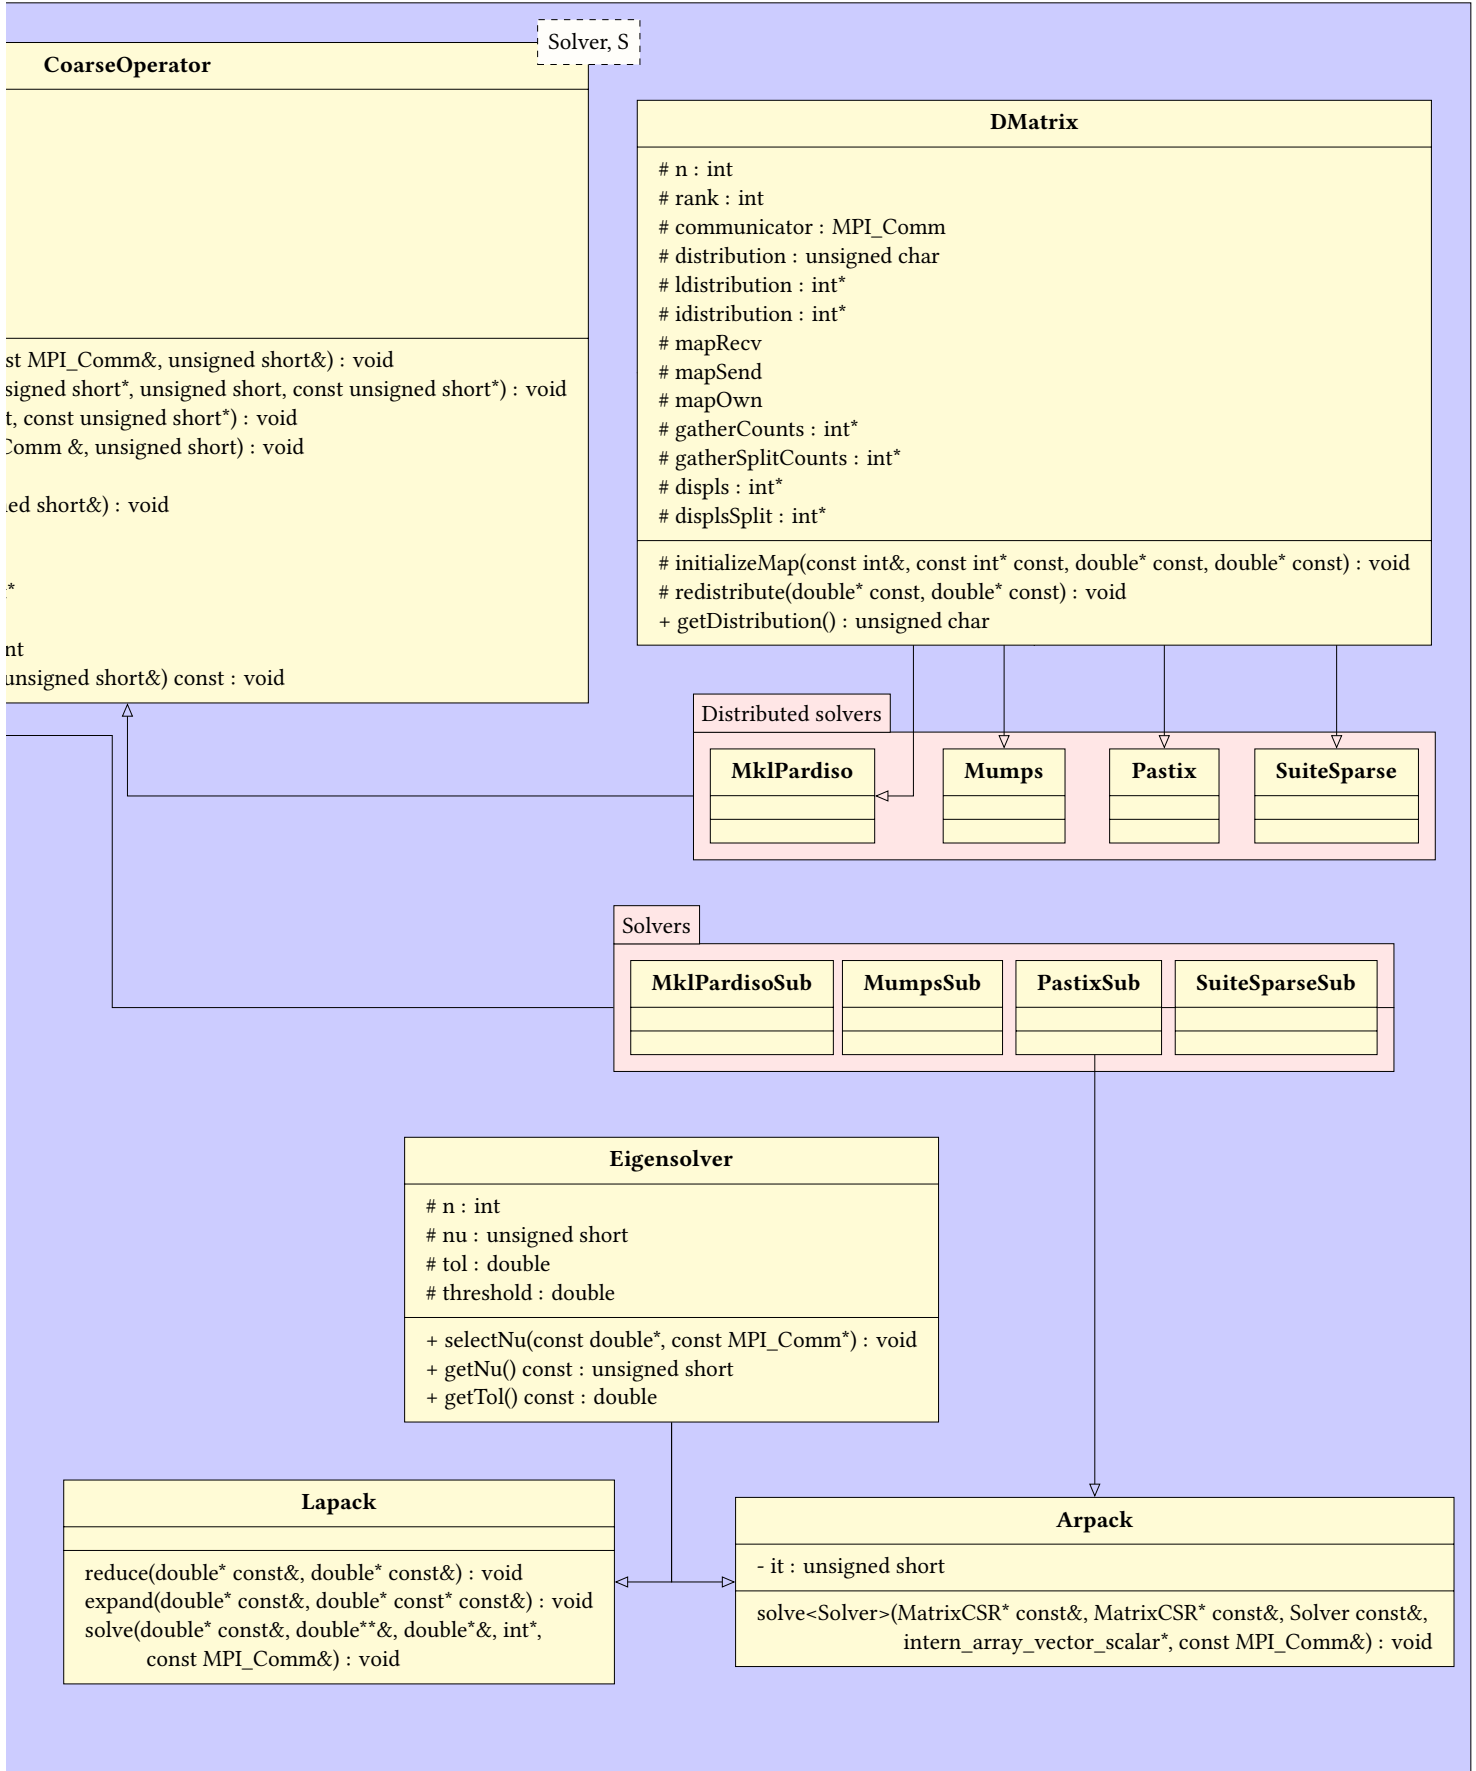 Solver, S
CoarseOperator
MPI_Comm&, unsigned short&) : void
short*, unsigned short, const unsigned short*) : void
const unsigned short*) : void
&, unsigned short) : void
short&) : void
*
unsigned short&) const : void
DMatrix
# n : int
# rank : int
# communicator : MPI_Comm
# distribution : unsigned char
# ldistribution : int*
# idistribution : int*
# mapRecv
# mapSend
# mapOwn
# gatherCounts : int*
# gatherSplitCounts : int*
# displs : int*
# displsSplit : int*
# initializeMap(const int&, const int* const, double* const, double* const) : void
# redistribute(double* const, double* const) : void
+ getDistribution() : unsigned char
Distributed solvers
MklPardiso
Mumps
Pastix
SuiteSparse
Solvers
MklPardisoSub
MumpsSub
PastixSub
SuiteSparseSub
Eigensolver
# n : int
# nu : unsigned short
# tol : double
# threshold : double
+ selectNu(const double*, const MPI_Comm*) : void
+ getNu() const : unsigned short
+ getTol() const : double
Lapack
reduce(double* const&, double* const&) : void
expand(double* const&, double* const* const&) : void
solve(double* const&, double**&, double*&, int*,
const MPI_Comm&) : void
Arpack
- it : unsigned short
solve<Solver>(MatrixCSR* const&, MatrixCSR* const&, Solver const&,
intern_array_vector_scalar*, const MPI_Comm&) : void